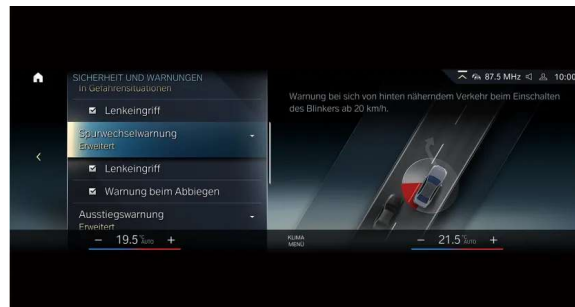 SICHERHEIT UND WARNUNGEN
87.5 MHz
10:00
In Gefahrensituationen
Warnung bei sich von hinten näherndem Verkehr beim Einschalten
des Blinkers ab 20 km/h.
Lenkeingriff
Spurwechselwarnung
Erweitert
Lenkeingriff
Warnung beim Abbiegen
Ausstiegswarnung
Erweitert
- 19.5 °C AUTO +
KLIMA
MENÜ
- 21.5 °C AUTO +